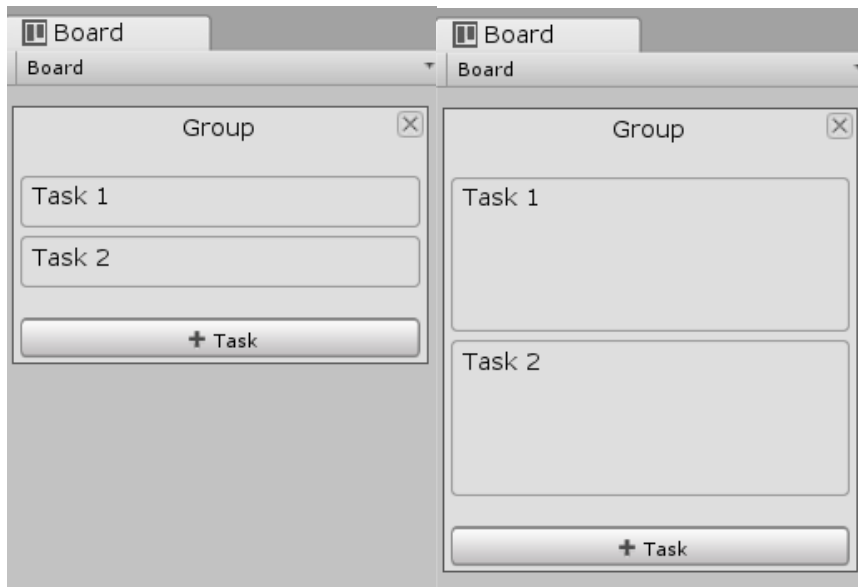 Board
Board
Group
Task 1
Task 2
+ Task
Board
Board
Group
Task 1
Task 2
+ Task